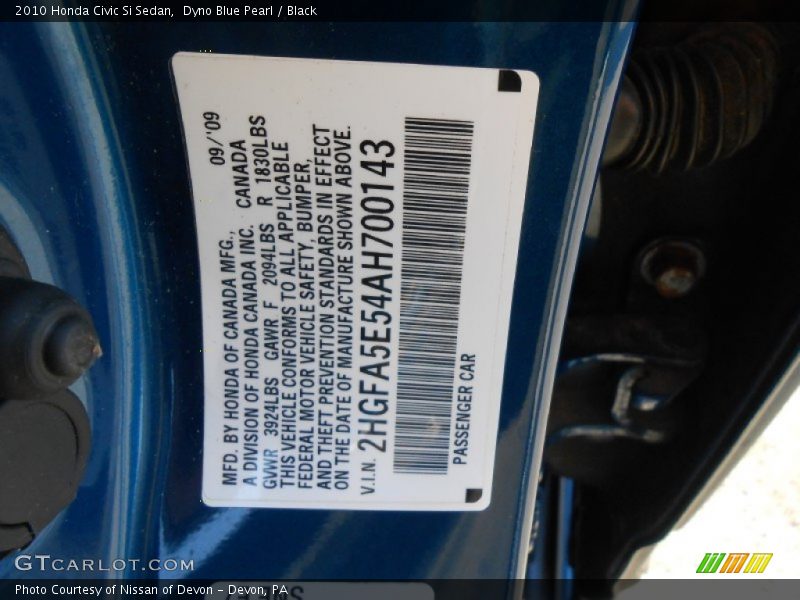 2010 Honda Civic Si Sedan,  Dyno Blue Pearl / Black
MFD. BY HONDA OF CANADA MFG., 09/'09
A DIVISION OF HONDA CANADA INC. CANADA
GVWR 3924LBS GAWR F 2094LBS R 1830LBS
THIS VEHICLE CONFORMS TO ALL APPLICABLE
FEDERAL MOTOR VEHICLE SAFETY, BUMPER,
AND THEFT PREVENTION STANDARDS IN EFFECT
ON THE DATE OF MANUFACTURE SHOWN ABOVE.
V.I.N. 2HGFA5E54AH700143
PASSENGER CAR
GTCARLOT.COM
Photo Courtesy of Nissan of Devon - Devon, PA